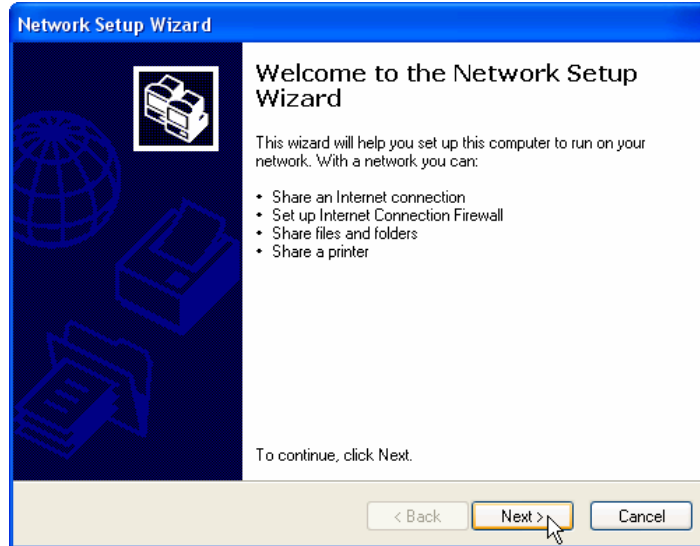 Network Setup Wizard
Welcome to the Network Setup
Wizard
This wizard will help you set up this computer to run on your
network. With a network you can:
• Share an Internet connection
• Set up Internet Connection Firewall
• Share files and folders
• Share a printer
To continue, click Next.
< Back
Next >
Cancel